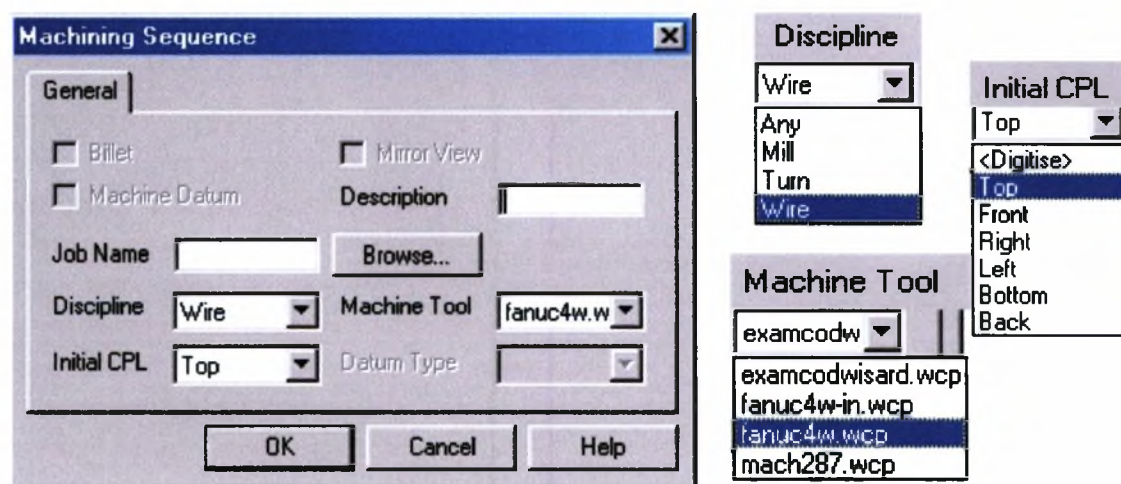 Machining Sequence
General
Billet
Mirror View
Machine Datum
Description
Job Name
Browse...
Discipline
Wire
Machine Tool
fanuc4w.w
Initial CPL
Top
Datum Type
OK
Cancel
Help
Discipline
Wire
Any
Mill
Turn
Wire
Initial CPL
Top
<Digitise>
Top
Front
Right
Left
Bottom
Back
Machine Tool
examcodw
examcodwisard.wcp
fanuc4w-in.wcp
fanuc4w.wcp
mach287.wcp